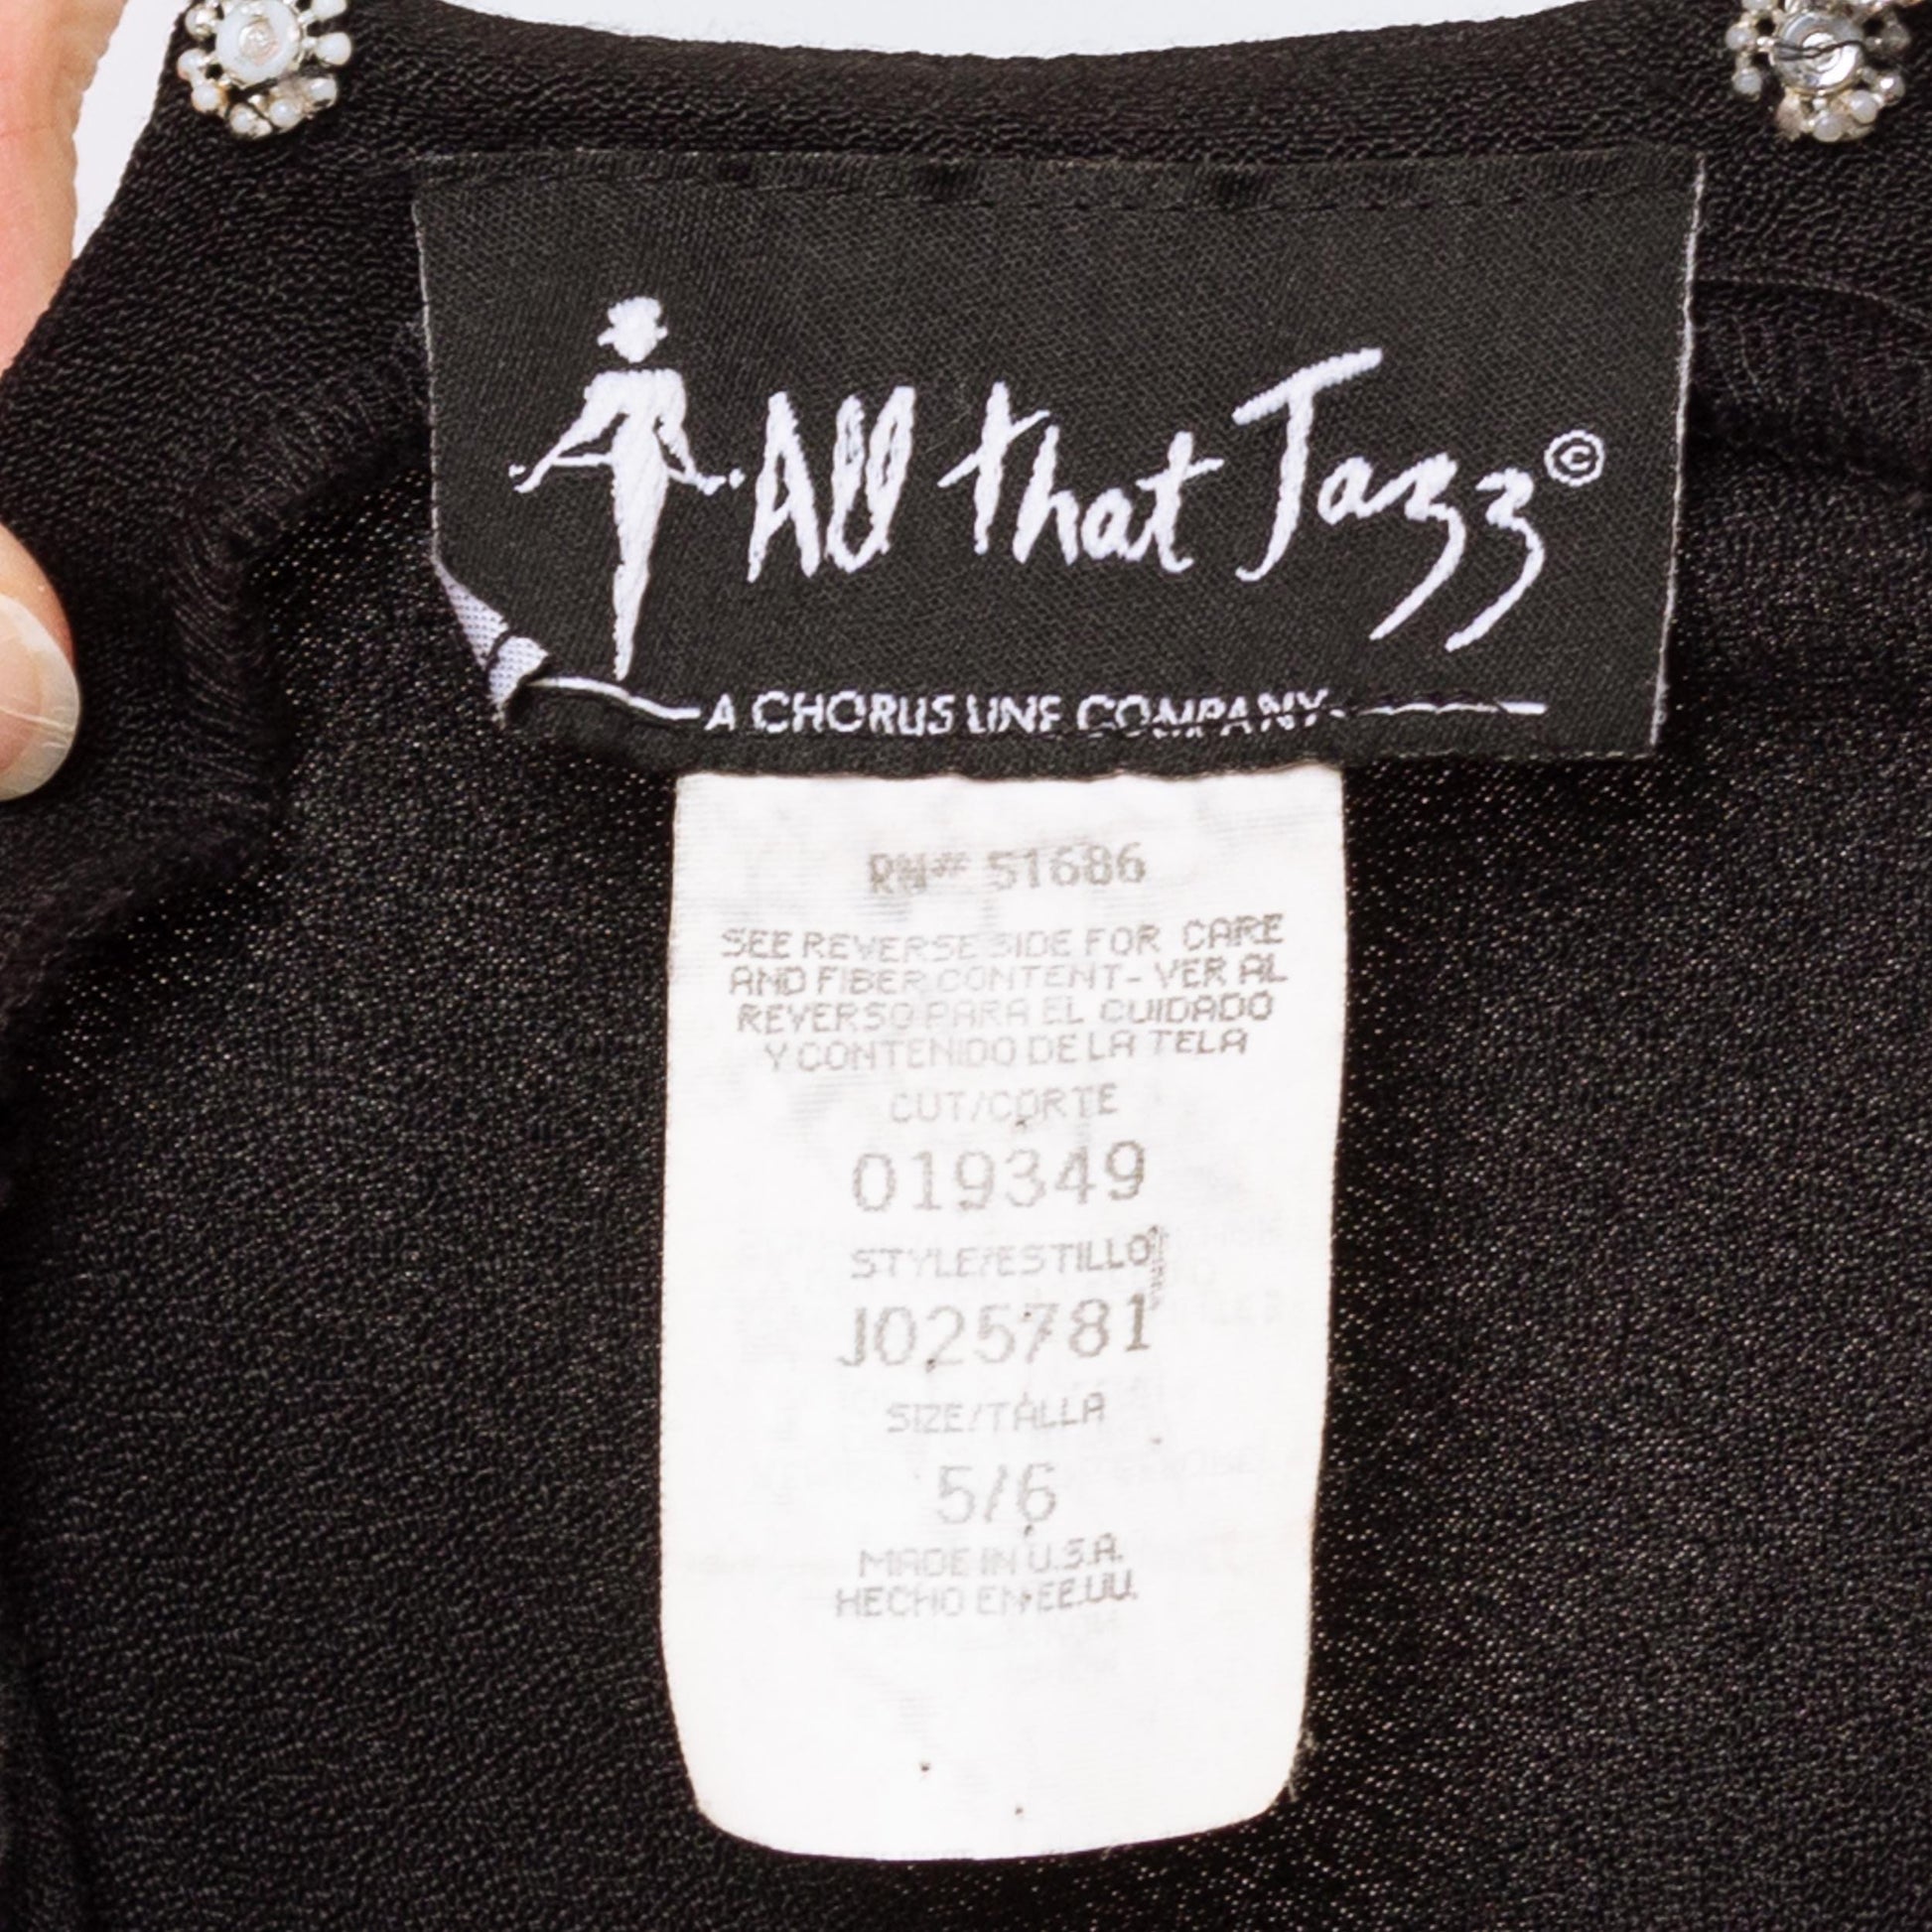 All that Jazz©
A CHORUS LINE COMPANY
RN# 51686
SEE REVERSE SIDE FOR CARE
AND FIBER CONTENT - VER AL
REVERSO PARA EL CUIDADO
Y CONTENIDO DE LA TELA
CUT/CORTE
019349
STYLE/ESTILLO
J025781
SIZE/TALLA
5/6
MADE IN U.S.A.
HECHO EN EE.UU.